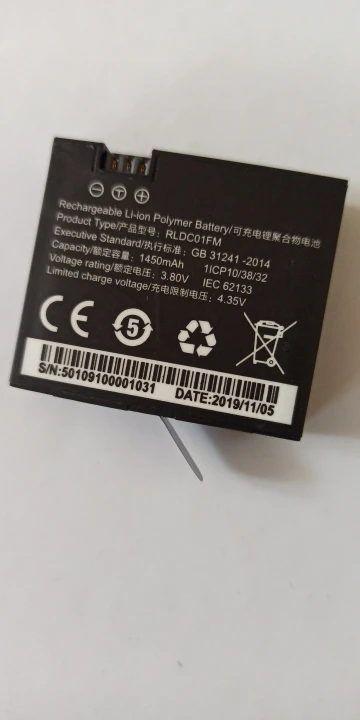 Rechargeable Li-ion Polymer Battery/可充电锂聚合物电池
Product Type/产品型号：RLDC01FM
Executive Standard/执行标准：GB 31241 -2014
Capacity/额定容量：1450mAh 1ICP10/38/32
Voltage rating/额定电压：3.80V IEC 62133
Limited charge voltage/充电限制电压：4.35V
CE 5
S/N:50109100001031 DATE:2019/11/05